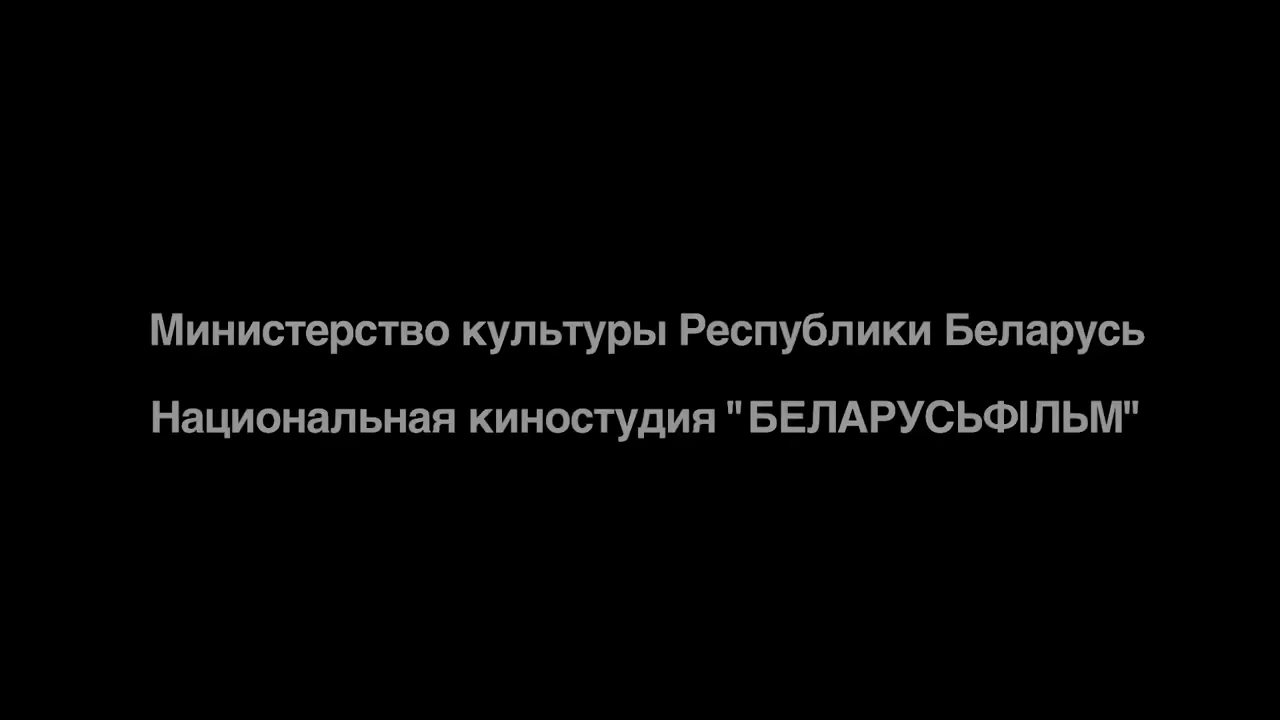 Министерство культуры Республики Беларусь
Национальная киностудия "БЕЛАРУСЬФІЛЬМ"